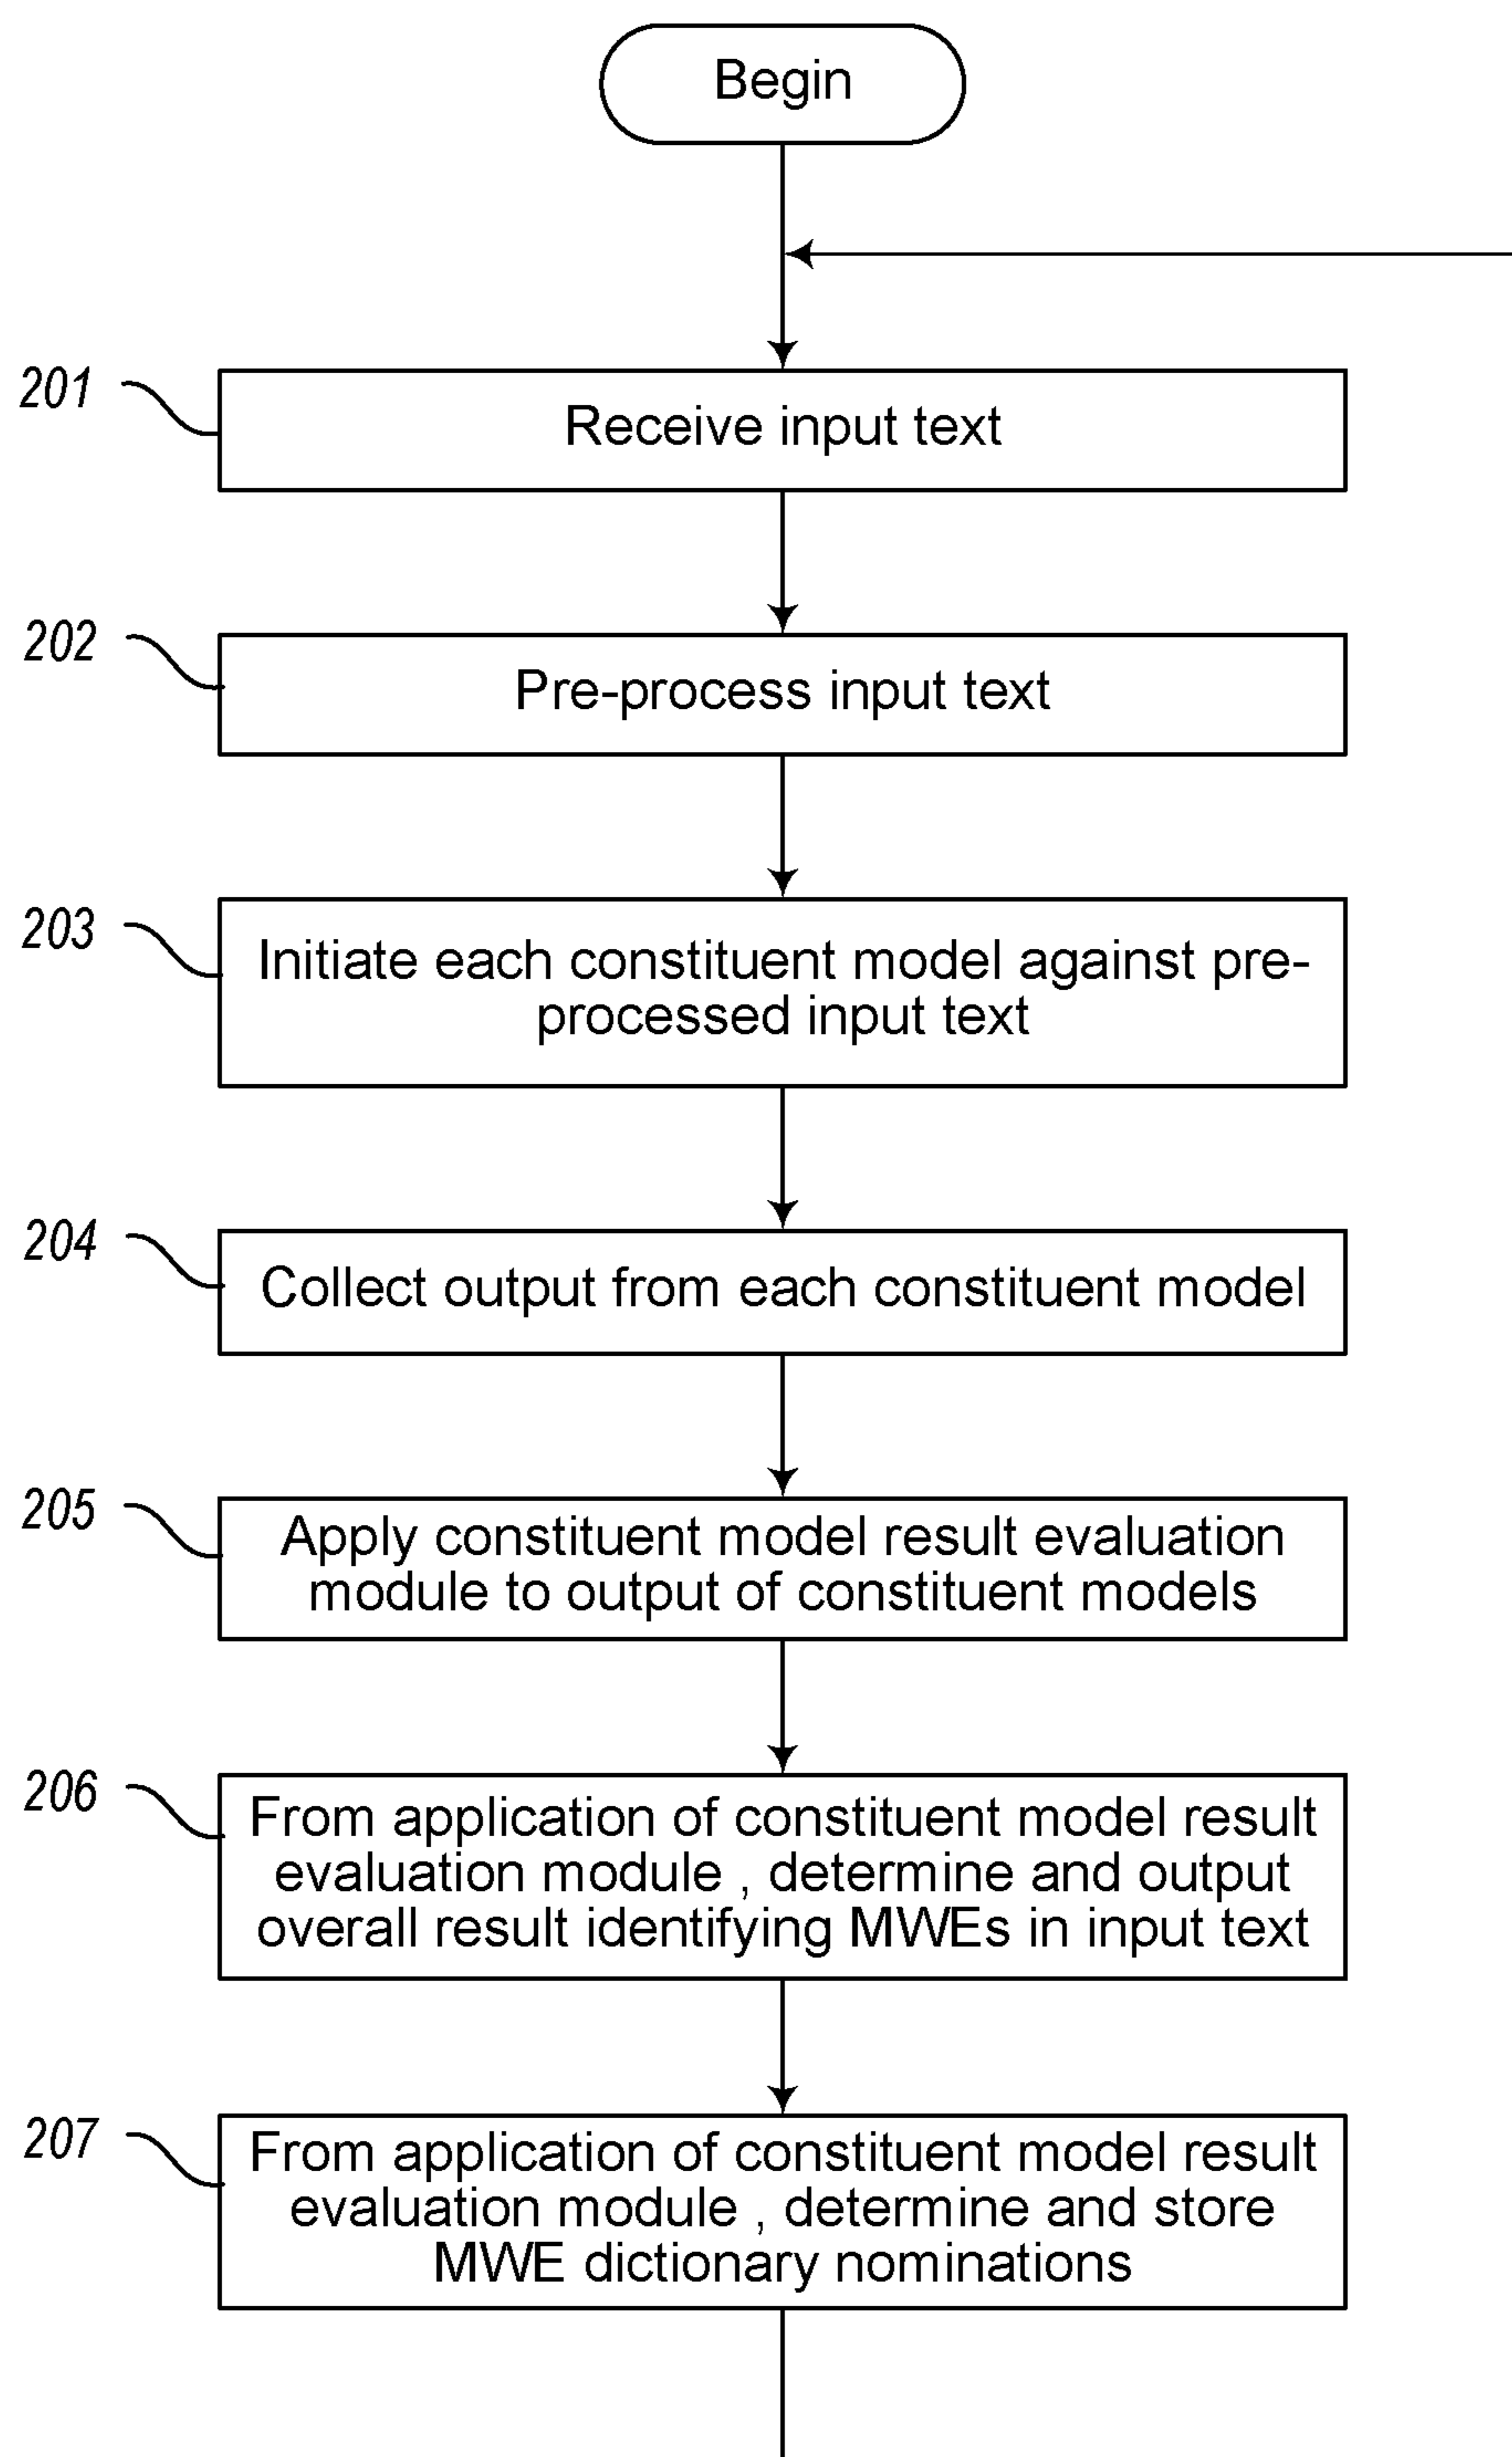 Begin
201
Receive input text
202
Pre-process input text
203
Initiate each constituent model against pre-
processed input text
204
Collect output from each constituent model
205
Apply constituent model result evaluation
module to output of constituent models
206
From application of constituent model result
evaluation module , determine and output
overall result identifying MWEs in input text
207
From application of constituent model result
evaluation module , determine and store
MWE dictionary nominations